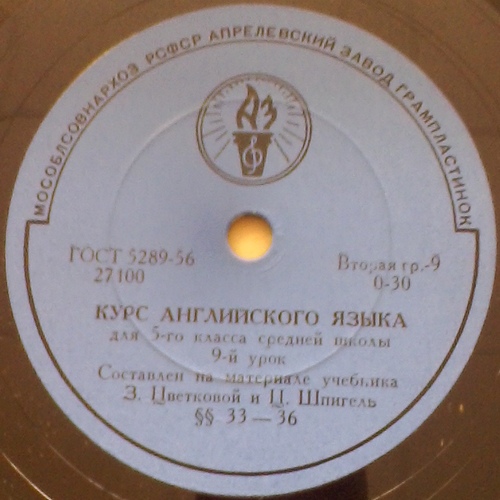 МОСОБЛСОВНАРХОЗ РСФСР АПРЕЛЕВСКИЙ ЗАВОД ГРАМПЛАСТИНОК
АЗ
ГОСТ 5289-56
27100
Вторая гр.-9
0-30
КУРС АНГЛИЙСКОГО ЯЗЫКА
для 5-го класса средней школы
9-й урок
Составлен на материале учебника
З. Цветковой и Ц. Шпигель
§§ 33 — 36